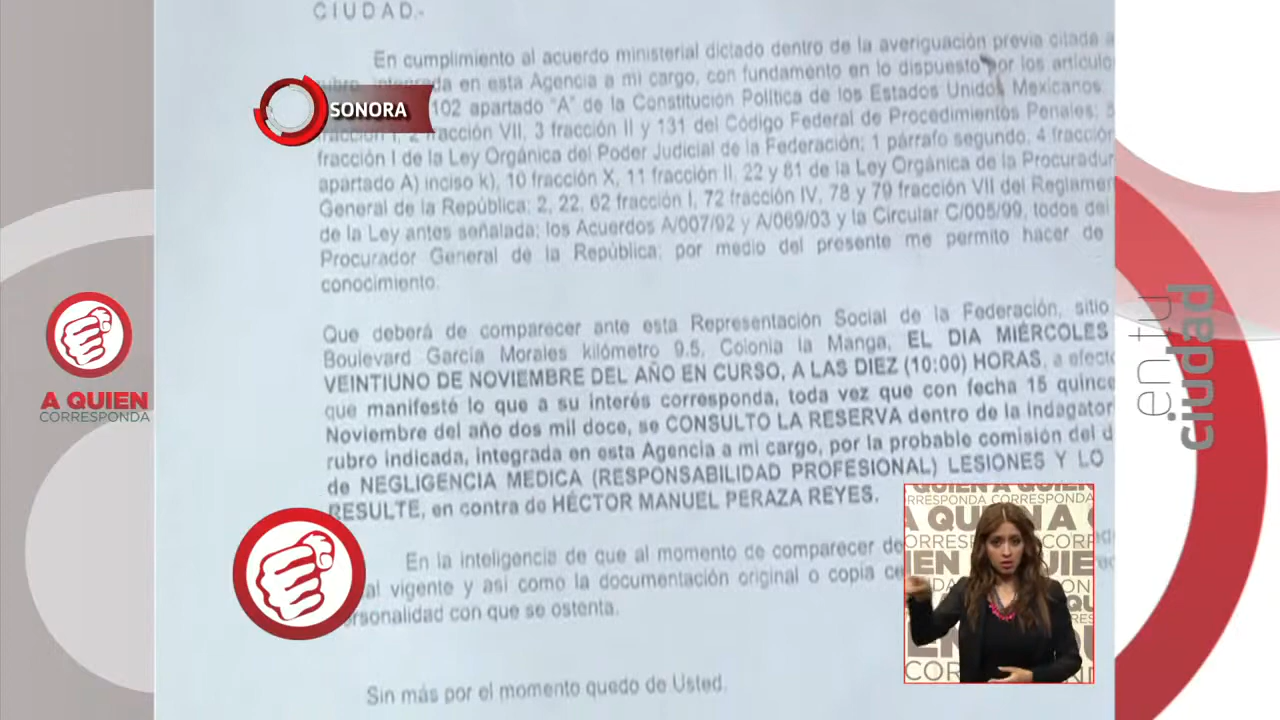 CIUDAD.-
En cumplimiento al acuerdo ministerial dictado dentro de la averiguación previa citada a
integrada en esta Agencia a mi cargo, con fundamento en lo dispuesto por los artículo
102 apartado "A" de la Constitución Política de los Estados Unidos Mexicanos;
fracción I, 2 fracción VII, 3 fracción II y 131 del Código Federal de Procedimientos Penales; 5
fracción I de la Ley Orgánica del Poder Judicial de la Federación; 1 párrafo segundo, 4 fracción
apartado A) inciso k), 10 fracción X, 11 fracción II, 22 y 81 de la Ley Orgánica de la Procuradur
General de la República; 2, 22, 62 fracción I, 72 fracción IV, 78 y 79 fracción VII del Reglamen
de la Ley antes señalada; los Acuerdos A/007/92 y A/069/03 y la Circular C/005/99, todos del
Procurador General de la República; por medio del presente me permito hacer de
conocimiento.
Que deberá de comparecer ante esta Representación Social de la Federación, sitio
Boulevard García Morales kilómetro 9.5, Colonia la Manga, EL DIA MIÉRCOLES
VEINTIUNO DE NOVIEMBRE DEL AÑO EN CURSO, A LAS DIEZ (10:00) HORAS, a efecto
que manifesté lo que a su interés corresponda, toda vez que con fecha 15 quince
Noviembre del año dos mil doce, se CONSULTO LA RESERVA dentro de la indagator
rubro indicada, integrada en esta Agencia a mi cargo, por la probable comisión del d
de NEGLIGENCIA MEDICA (RESPONSABILIDAD PROFESIONAL) LESIONES Y LO
RESULTE, en contra de HÉCTOR MANUEL PERAZA REYES.
En la inteligencia de que al momento de comparecer de
al vigente y así como la documentación original o copia ce
rsonalidad con que se ostenta.
Sin más por el momento quedo de Usted.
SONORA
A QUIEN
CORRESPONDA
en tu
ciudad